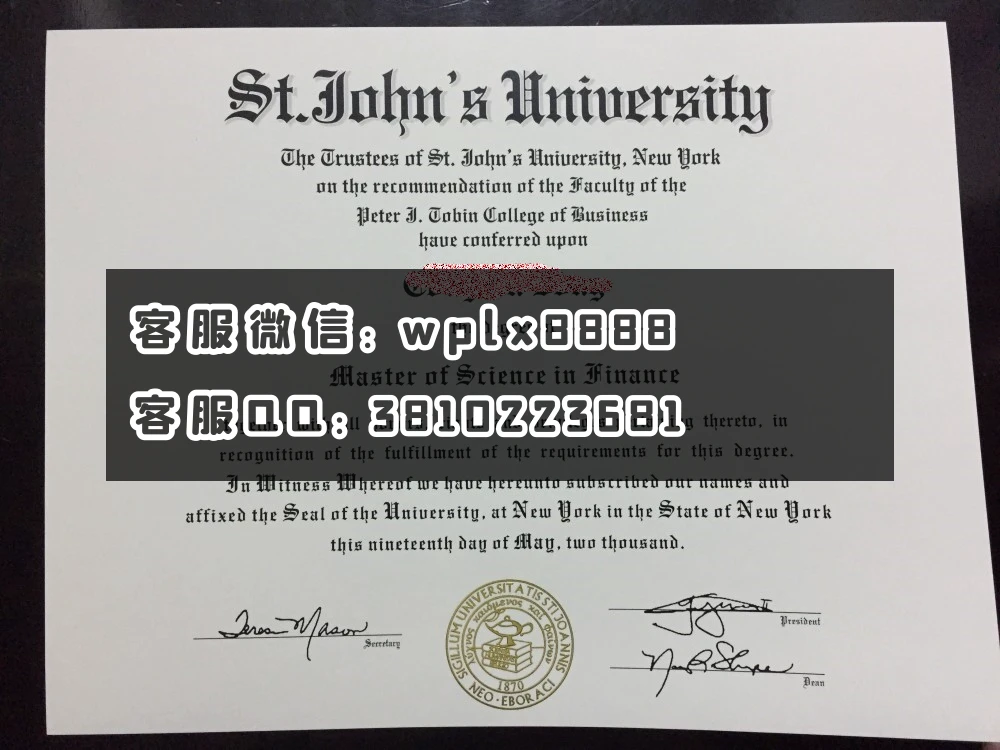 St. John's University
The Trustees of St. John's University, New York
on the recommendation of the Faculty of the
Peter J. Tobin College of Business
have conferred upon
客服微信：wplx8888
Master of Science in Finance
客服QQ：3810223681
thereto, in
recognition of the fulfillment of the requirements for this degree.
In Witness Whereof we have hereunto subscribed our names and
affixed the Seal of the University, at New York in the State of New York
this nineteenth day of May, two thousand.
Secretary
President
Dean
SIGILLUM UNIVERSITATIS STI JOANNIS
NEO-EBORACI
1870